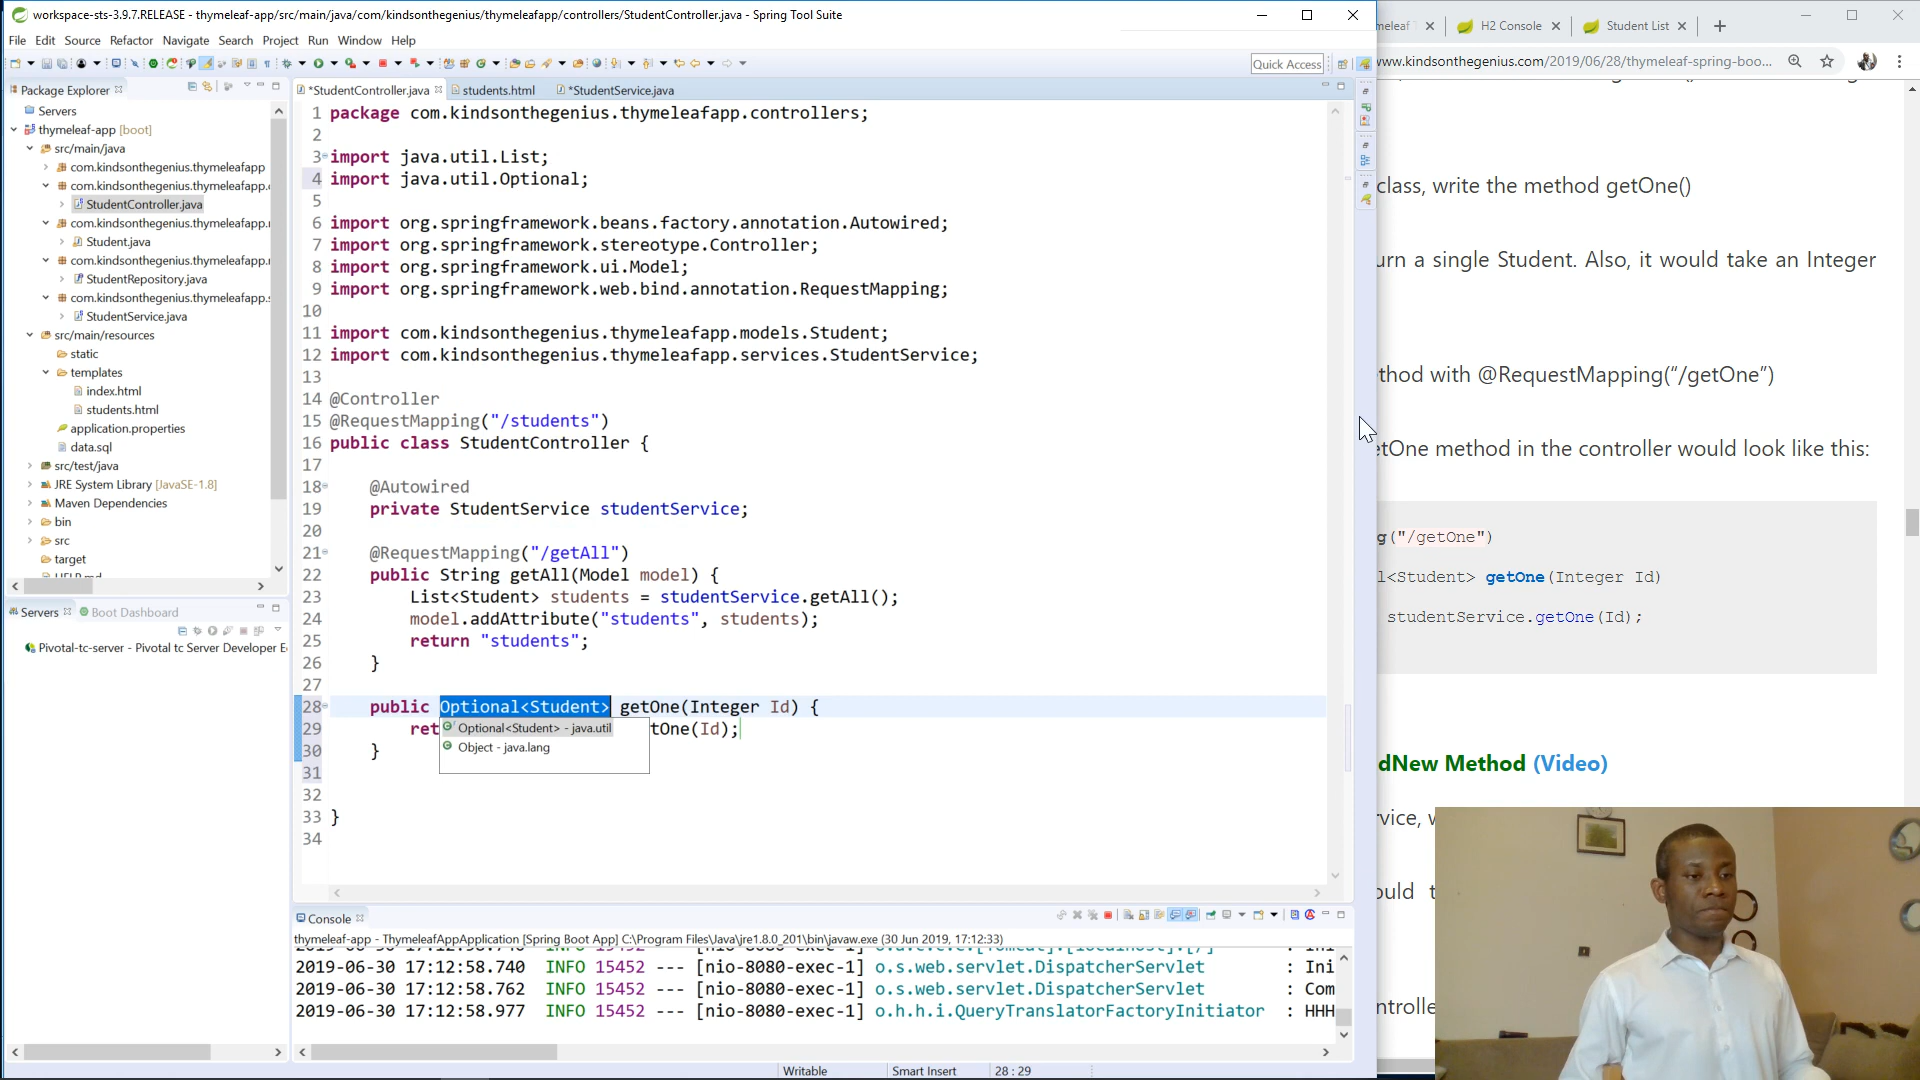 workspace-sts-3.9.7.RELEASE - thymeleaf-app/src/main/java/com/kindsonthegenius/thymeleafapp/controllers/StudentController.java - Spring Tool Suite
File Edit Source Refactor Navigate Search Project Run Window Help
Quick Access
Package Explorer
Servers
thymeleaf-app [boot]
src/main/java
com.kindsonthegenius.thymeleafapp
com.kindsonthegenius.thymeleafapp.
StudentController.java
com.kindsonthegenius.thymeleafapp.
Student.java
com.kindsonthegenius.thymeleafapp.
StudentRepository.java
com.kindsonthegenius.thymeleafapp.
StudentService.java
src/main/resources
static
templates
index.html
students.html
application.properties
data.sql
src/test/java
JRE System Library [JavaSE-1.8]
Maven Dependencies
bin
src
target
HELP.md
Servers Boot Dashboard
Pivotal-tc-server - Pivotal tc Server Developer E
*StudentController.java students.html *StudentService.java
1 package com.kindsonthegenius.thymeleafapp.controllers;
2
3 import java.util.List;
4 import java.util.Optional;
5
6 import org.springframework.beans.factory.annotation.Autowired;
7 import org.springframework.stereotype.Controller;
8 import org.springframework.ui.Model;
9 import org.springframework.web.bind.annotation.RequestMapping;
10
11 import com.kindsonthegenius.thymeleafapp.models.Student;
12 import com.kindsonthegenius.thymeleafapp.services.StudentService;
13
14 @Controller
15 @RequestMapping("/students")
16 public class StudentController {
17
18 @Autowired
19 private StudentService studentService;
20
21 @RequestMapping("/getAll")
22 public String getAll(Model model) {
23 List<Student> students = studentService.getAll();
24 model.addAttribute("students", students);
25 return "students";
26 }
27
28 public Optional<Student> getOne(Integer Id) {
29 ret tOne(Id);
Optional<Student> - java.util
Object - java.lang
30 }
31
32
33 }
34
Console
thymeleaf-app - ThymeleafAppApplication [Spring Boot App] C:\Program Files\Java\jre1.8.0_201\bin\javaw.exe (30 Jun 2019, 17:12:33)
2019-06-30 17:12:58.740 INFO 15452 --- [nio-8080-exec-1] o.s.web.servlet.DispatcherServlet : Ini
2019-06-30 17:12:58.762 INFO 15452 --- [nio-8080-exec-1] o.s.web.servlet.DispatcherServlet : Com
2019-06-30 17:12:58.977 INFO 15452 --- [nio-8080-exec-1] o.h.h.i.QueryTranslatorFactoryInitiator : HHH
Writable Smart Insert 28 : 29
meleaf H2 Console Student List
www.kindsonthegenius.com/2019/06/28/thymeleaf-spring-boo...
class, write the method getOne()
urn a single Student. Also, it would take an Integer
thod with @RequestMapping(“/getOne”)
etOne method in the controller would look like this:
g("/getOne")
l<Student> getOne(Integer Id)
studentService.getOne(Id);
dNew Method (Video)
rvice, w
ould t
ntrolle